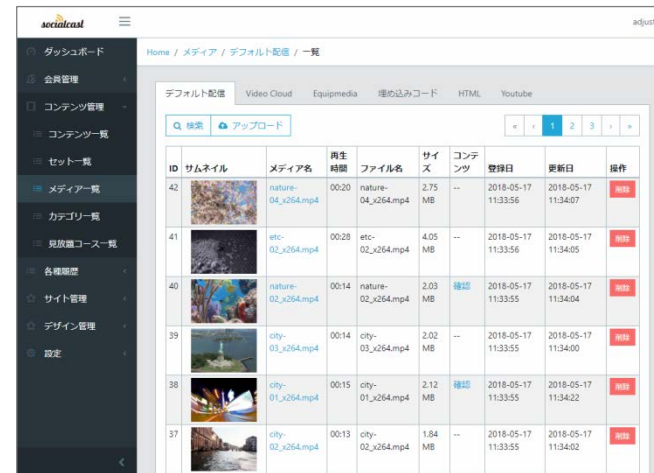 socialcast
adjust
ダッシュボード
会員管理
コンテンツ管理
コンテンツ一覧
セット一覧
メディア一覧
カテゴリ一覧
見放題コース一覧
各種履歴
サイト管理
デザイン管理
設定
Home / メディア / デフォルト配信 / 一覧
デフォルト配信 Video Cloud Equipmedia 埋め込みコード HTML Youtube
検索 アップロード
« ‹ 1 2 3 › »
ID サムネイル メディア名 再生時間 ファイル名 サイズ コンテンツ 登録日 更新日 操作
42 nature-04_x264.mp4 00:20 nature-04_x264.mp4 2.75 MB -- 2018-05-17 11:33:56 2018-05-17 11:34:07 削除
41 etc-02_x264.mp4 00:28 etc-02_x264.mp4 4.05 MB -- 2018-05-17 11:33:56 2018-05-17 11:34:05 削除
40 nature-02_x264.mp4 00:14 nature-02_x264.mp4 2.03 MB 確認 2018-05-17 11:33:55 2018-05-17 11:34:04 削除
39 city-03_x264.mp4 00:14 city-03_x264.mp4 2.02 MB -- 2018-05-17 11:33:55 2018-05-17 11:34:00 削除
38 city-01_x264.mp4 00:15 city-01_x264.mp4 2.12 MB 確認 2018-05-17 11:33:55 2018-05-17 11:34:22 削除
37 city-02_x264.mp4 00:13 city-02_x264.mp4 1.84 MB -- 2018-05-17 11:33:55 2018-05-17 11:34:02 削除